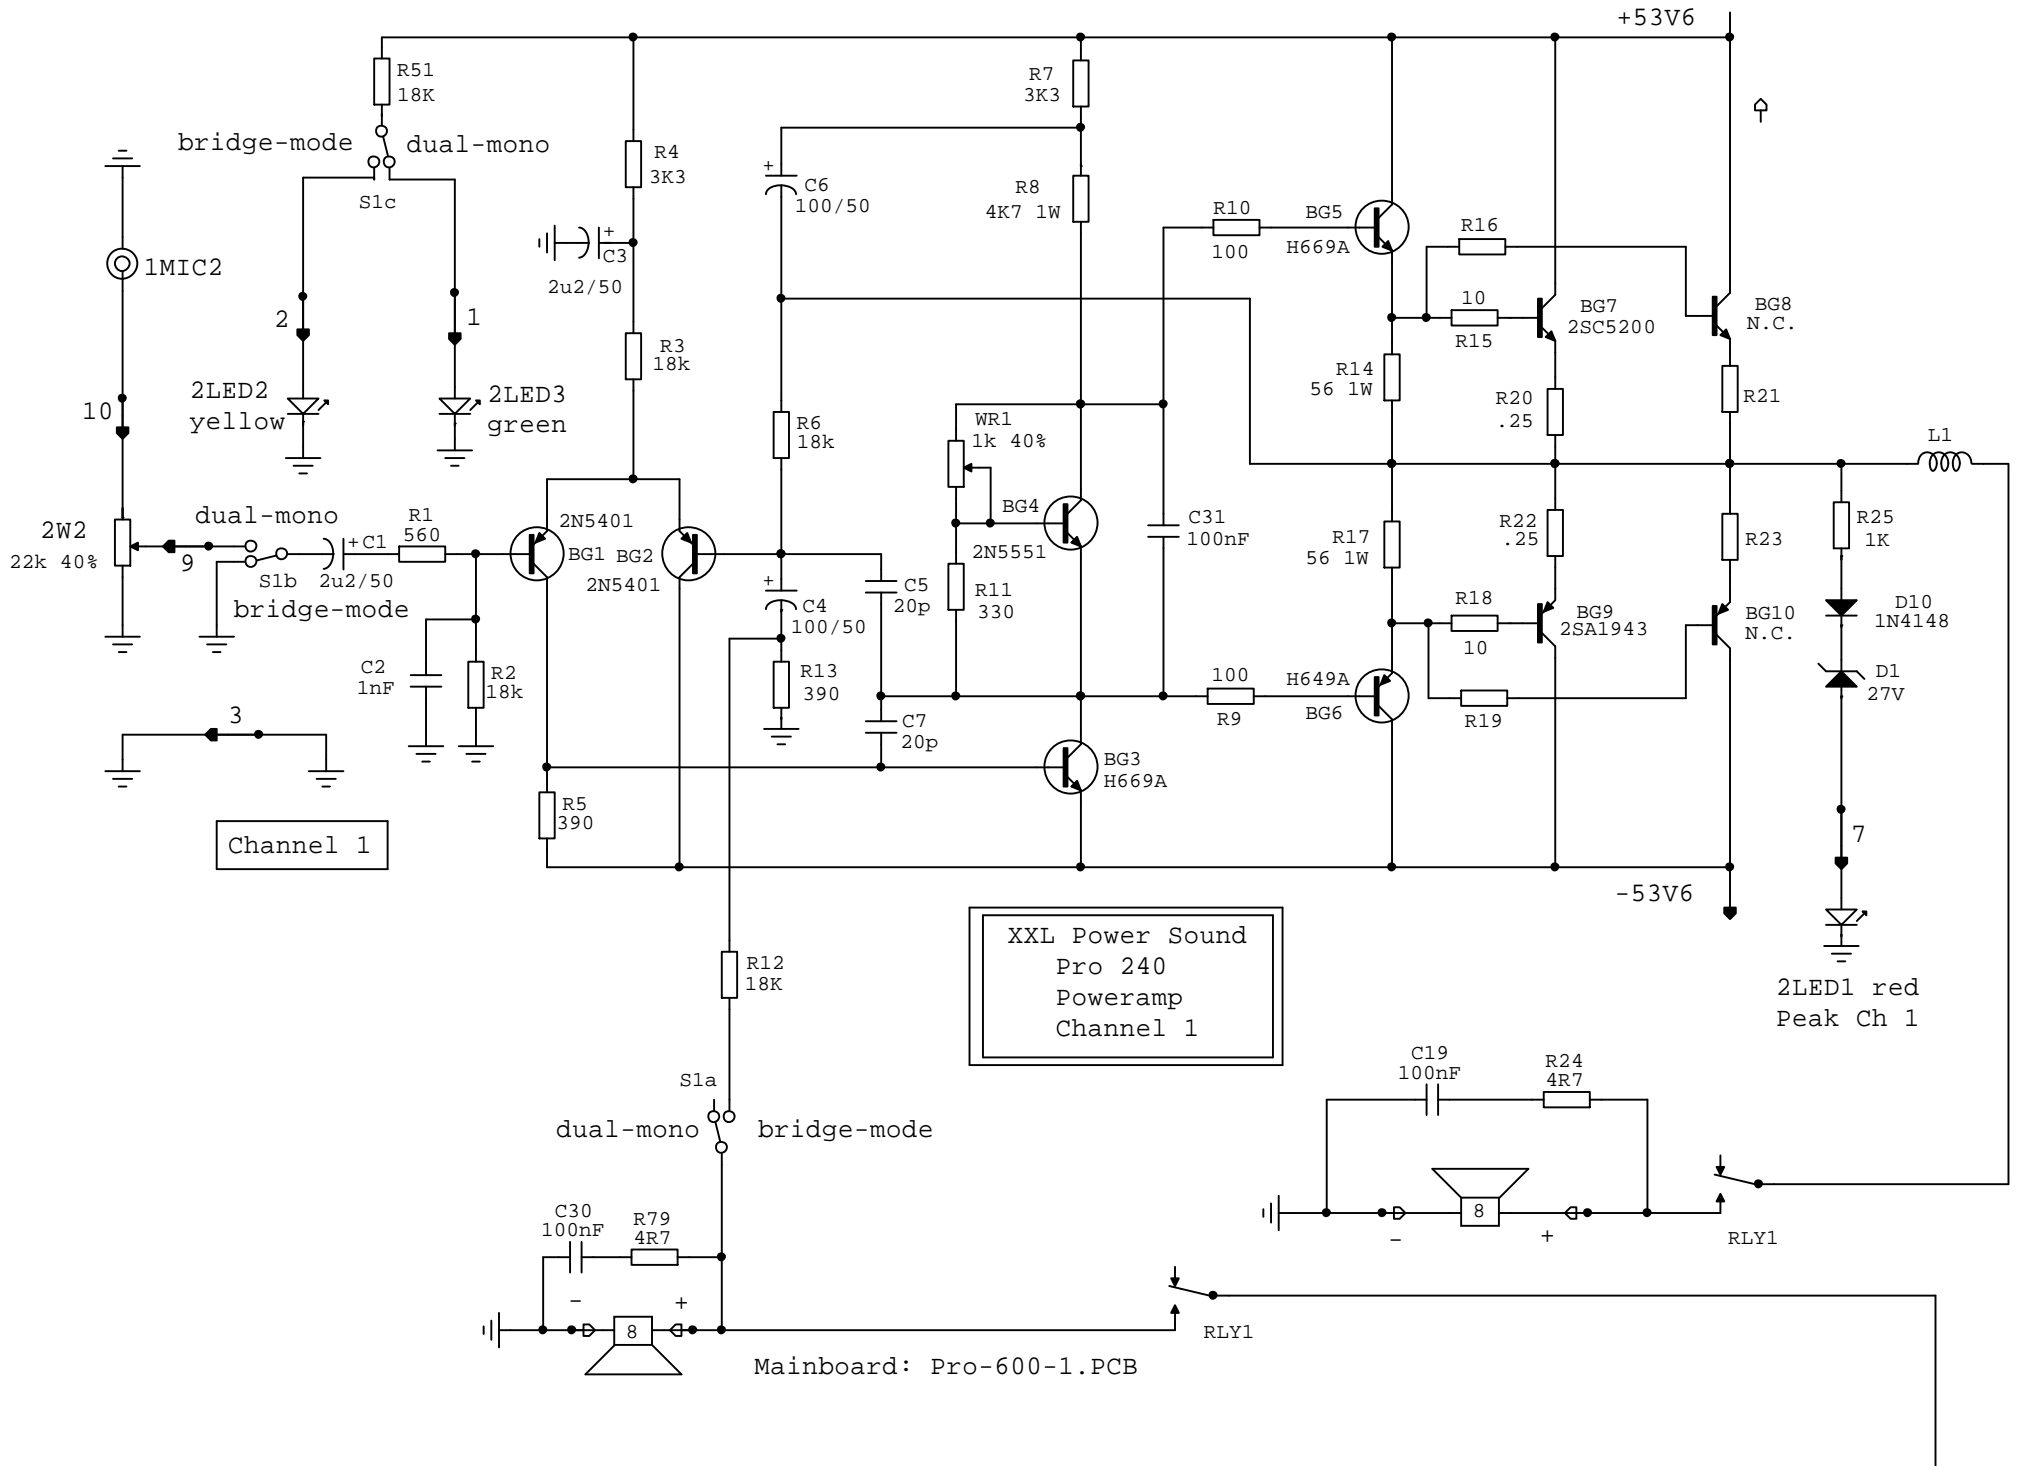 +53V6
R51
18K
bridge-mode
dual-mono
S1c
R4
3K3
R7
3K3
+
C6
100/50
R8
4K7 1W
R10
100
BG5
H669A
R16
+
C3
2u2/50
1MIC2
2
1
10
R15
BG7
2SC5200
BG8
N.C.
R3
18k
R14
56 1W
R20
.25
R21
2LED2
yellow
2LED3
green
10
R6
18k
WR1
1k 40%
L1
dual-mono
R1
560
2W2
22k 40%
9
S1b
+
C1
2u2/50
bridge-mode
2N5401
BG1
BG2
2N5401
BG4
2N5551
C31
100nF
R17
56 1W
R22
.25
R23
R25
1K
+
C4
100/50
C5
20p
R11
330
R18
10
BG9
2SA1943
BG10
N.C.
D10
1N4148
C2
1nF
R2
18k
R13
390
100
R9
H649A
BG6
R19
D1
27V
3
C7
20p
BG3
H669A
R5
390
Channel 1
7
-53V6
XXL Power Sound
Pro 240
Poweramp
Channel 1
R12
18K
2LED1 red
Peak Ch 1
S1a
dual-mono
bridge-mode
C19
100nF
R24
4R7
8
-
+
RLY1
C30
100nF
R79
4R7
-
+
8
RLY1
Mainboard: Pro-600-1.PCB